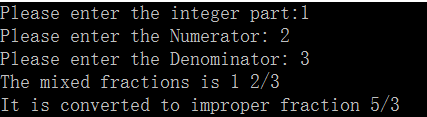 Please enter the integer part:1
Please enter the Numerator: 2
Please enter the Denominator: 3
The mixed fractions is 1 2/3
It is converted to improper fraction 5/3